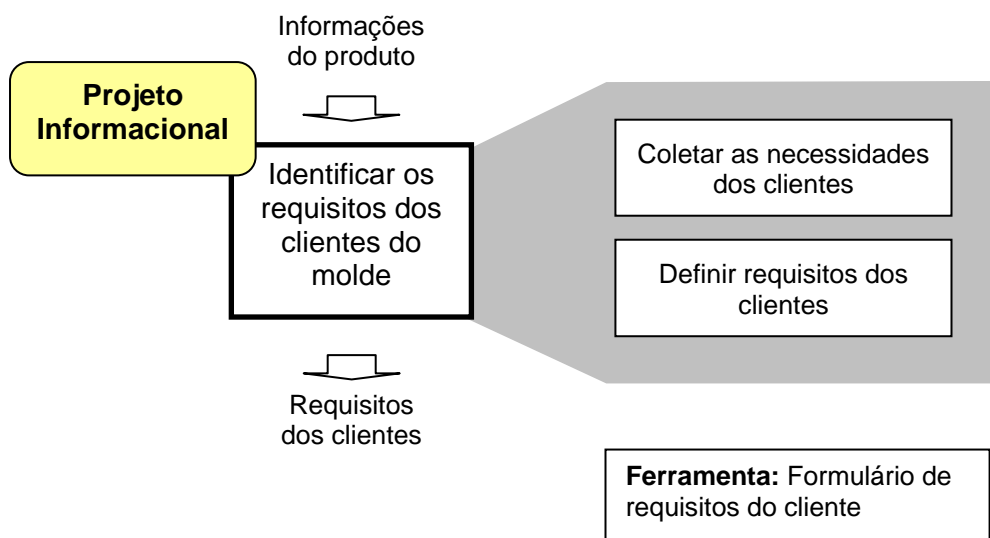 Informações
do produto
Projeto
Informacional
Identificar os
requisitos dos
clientes do
molde
Coletar as necessidades
dos clientes
Definir requisitos dos
clientes
Requisitos
dos clientes
Ferramenta: Formulário de
requisitos do cliente